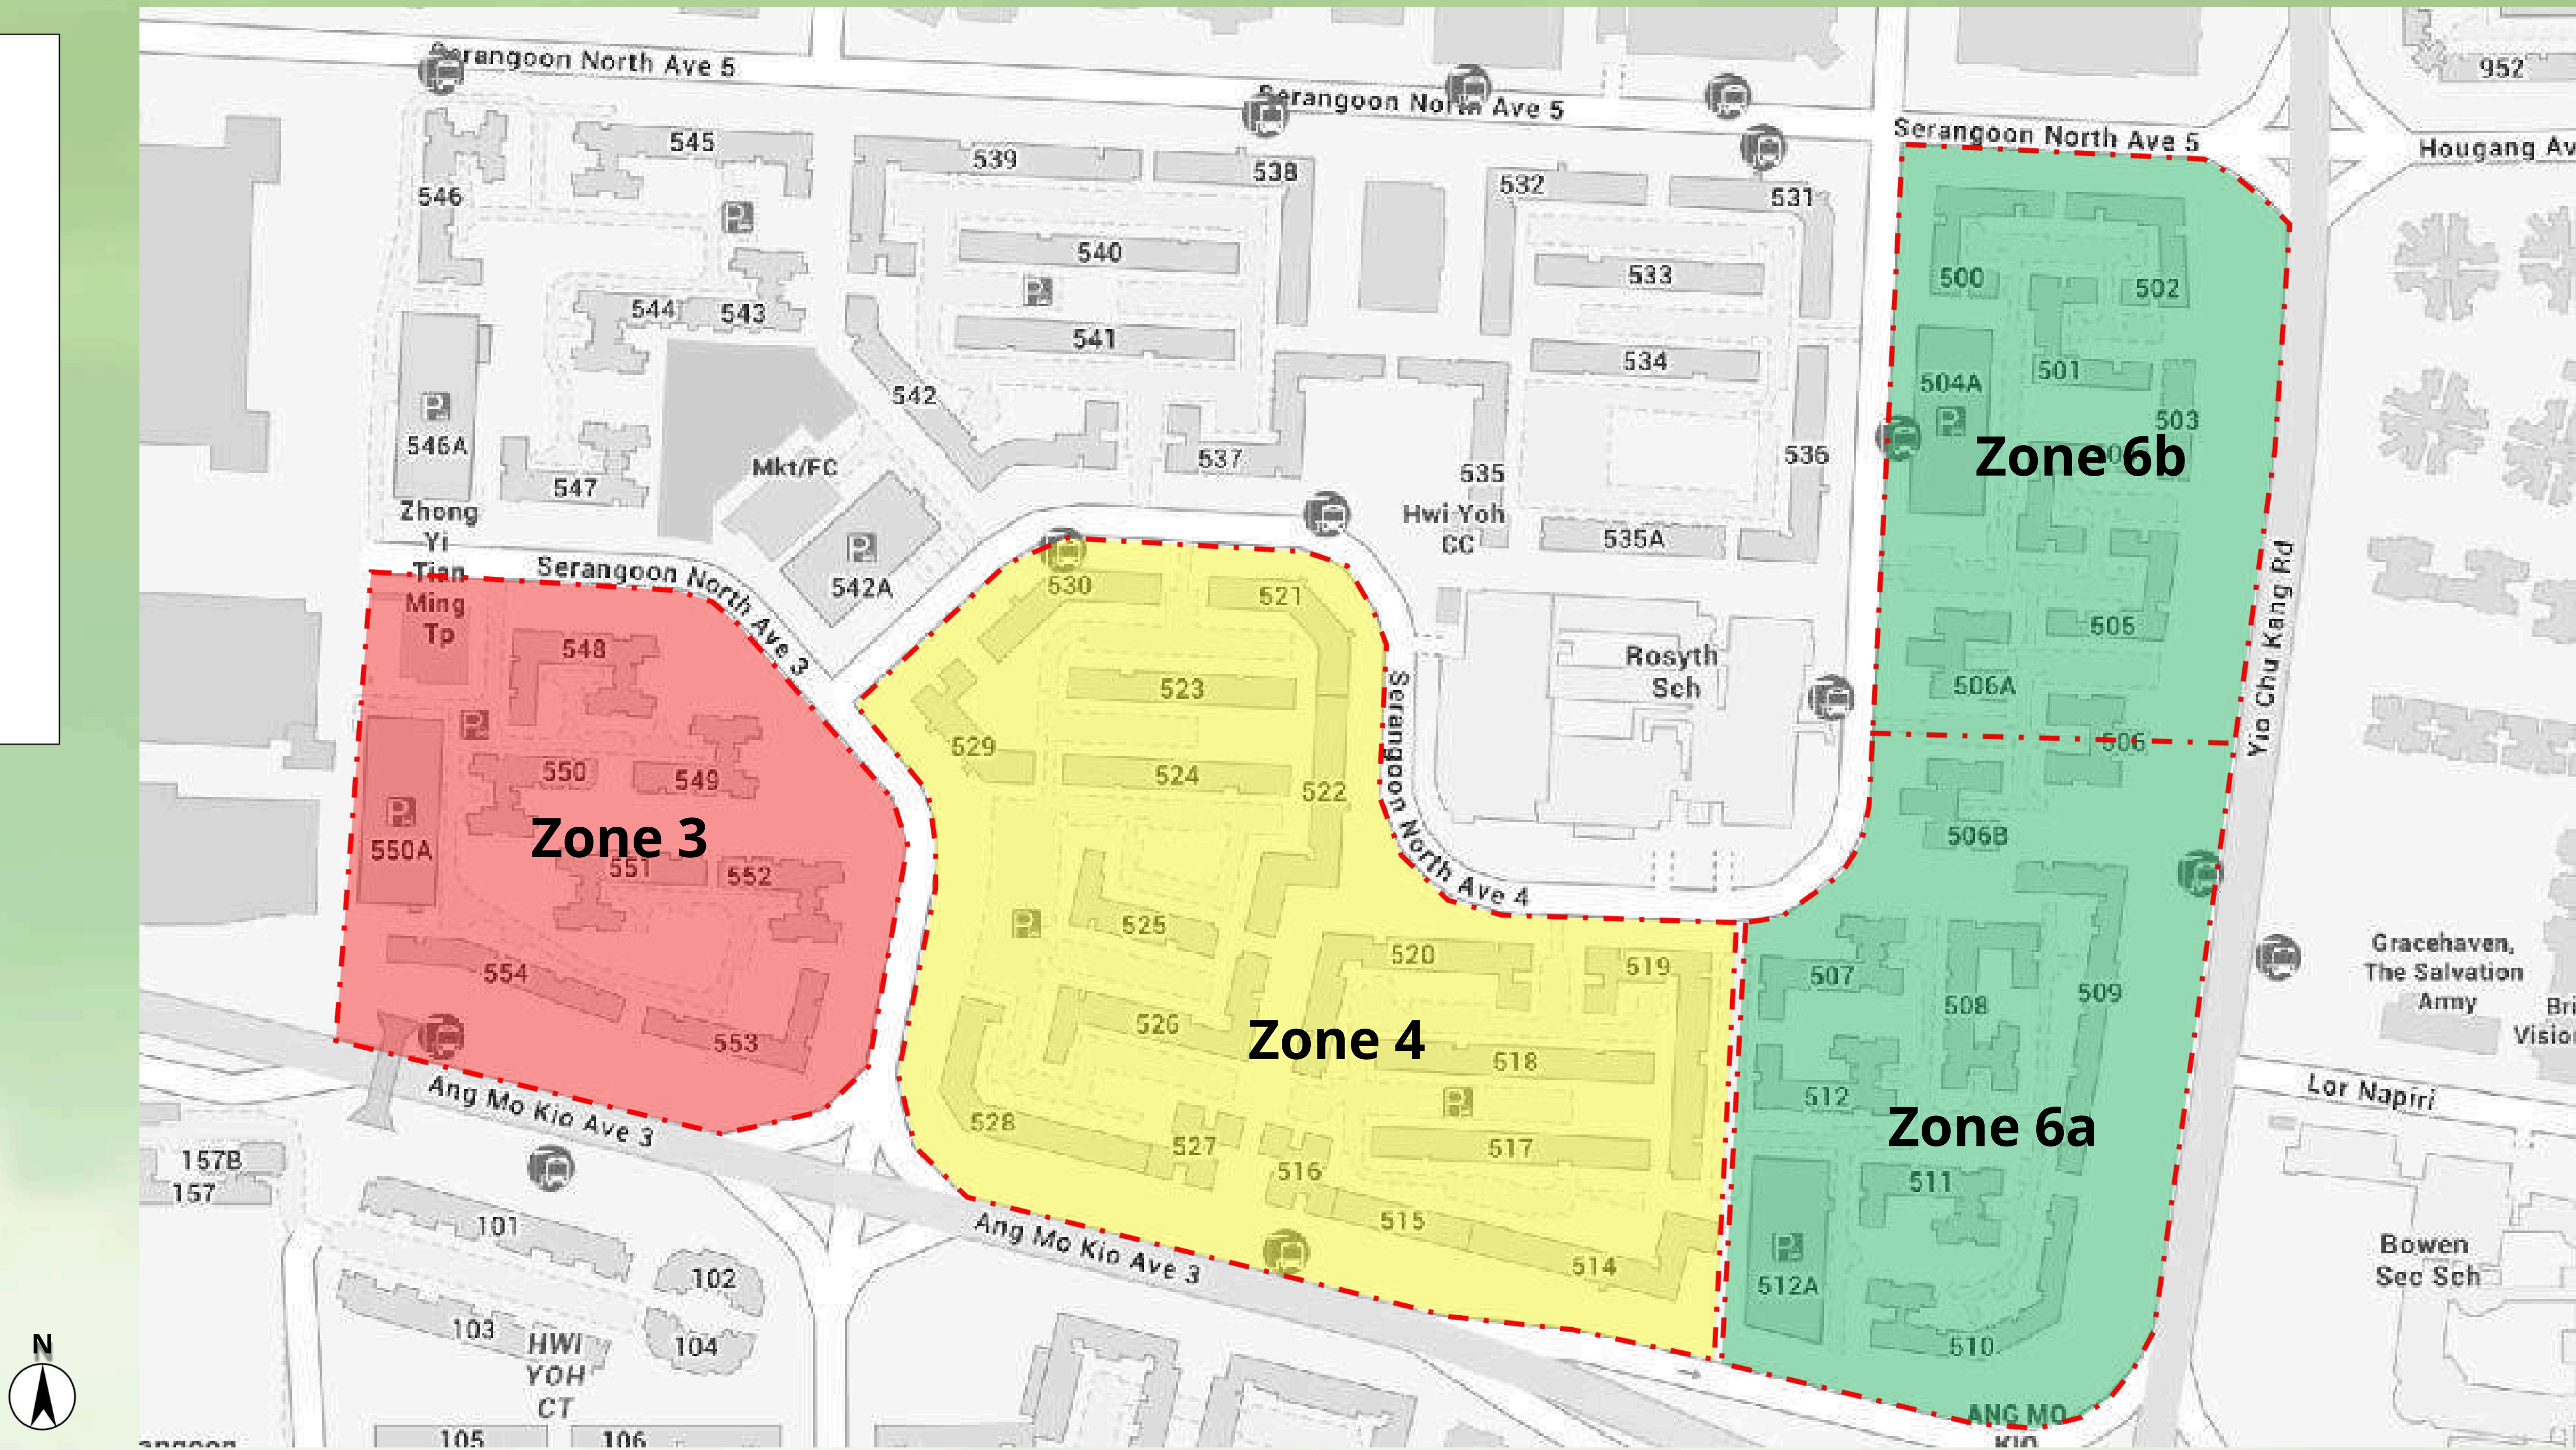 Serangoon North Ave 5
Serangoon North Ave 5
Serangoon North Ave 5
Hougang Av
952
545
546
539
538
532
531
540
533
541
534
544
543
542
546A
547
Mkt/FC
537
535
536
Hwi Yoh
CC
535A
542A
Zhong
Yi
Tian
Ming
Tp
Serangoon North Ave 3
500
502
501
504A
503
Zone 6b
505
506A
506
506B
Yio Chu Kang Rd
530
521
523
529
524
522
Rosyth
Sch
Serangoon North Ave 4
548
550
549
550A
Zone 3
551
552
554
553
525
520
519
526
Zone 4
518
528
527
516
517
515
514
507
508
509
512
Zone 6a
511
512A
510
Gracehaven,
The Salvation
Army
Bri
Visio
Lor Napiri
Bowen
Sec Sch
Ang Mo Kio Ave 3
Ang Mo Kio Ave 3
157B
157
101
102
103
104
HWI
YOH
CT
105
106
ANG MO
KIO
N